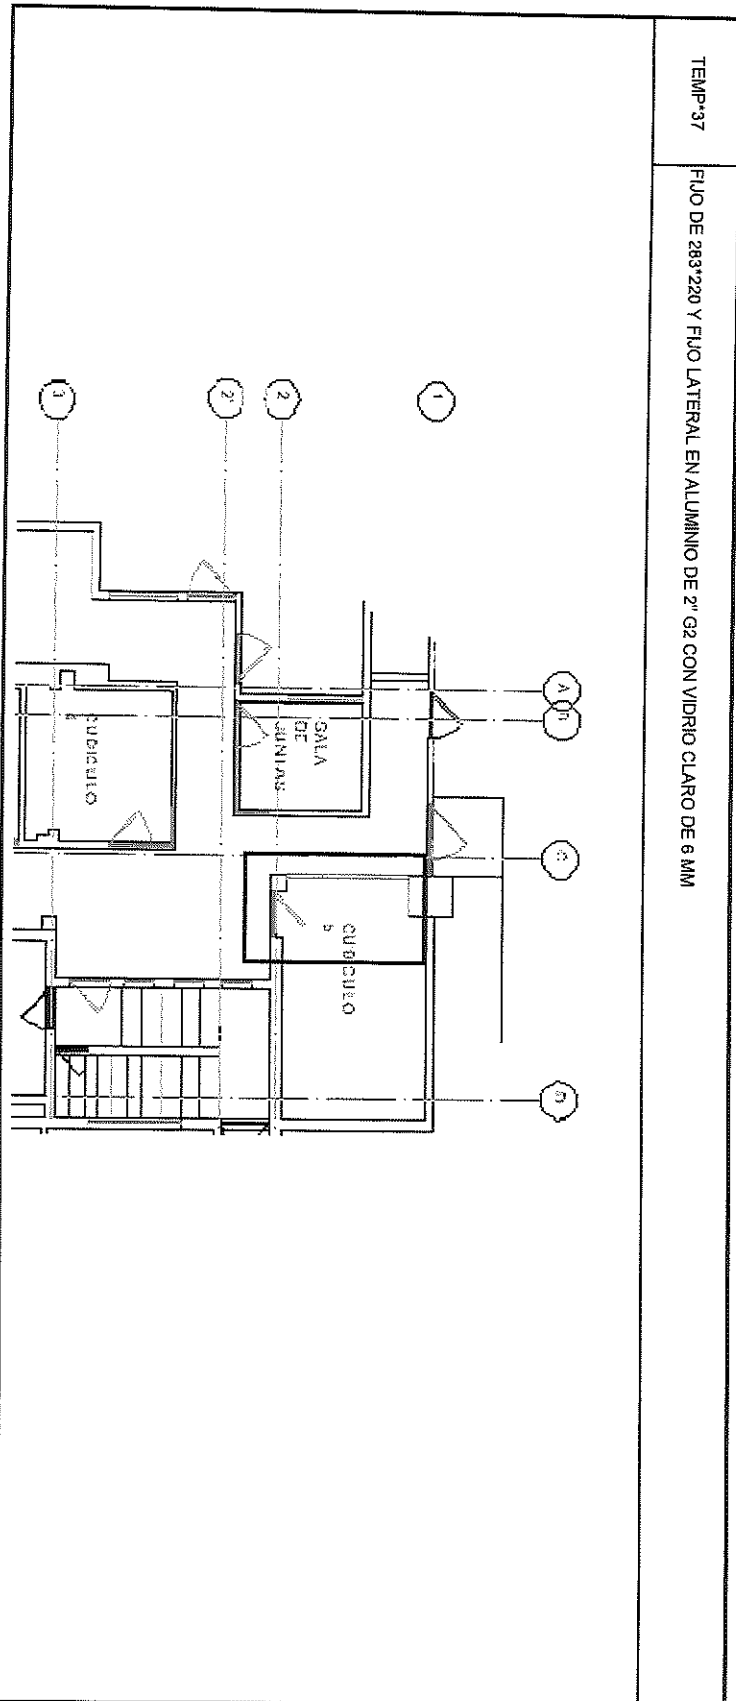 TEMP*37
FIJO DE 283*220 Y FIJO LATERAL EN ALUMINIO DE 2" G2 CON VIDRIO CLARO DE 6 MM
A
C
D
1
2
2'
3
SALA
DE
JUNTAS
CUBICULO
5
CUBICULO